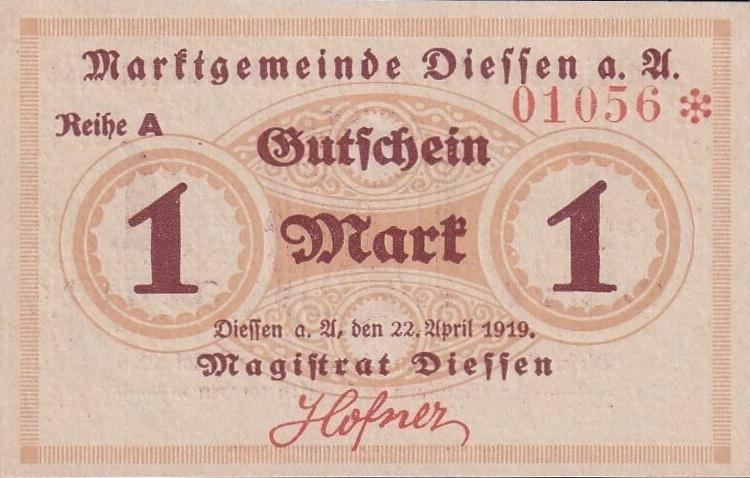 Marktgemeinde Diessen a. A.
01056 *
Reihe A
Gutschein
1 Mark 1
Diessen a. A, den 22. April 1919.
Magistrat Diessen
Hofner